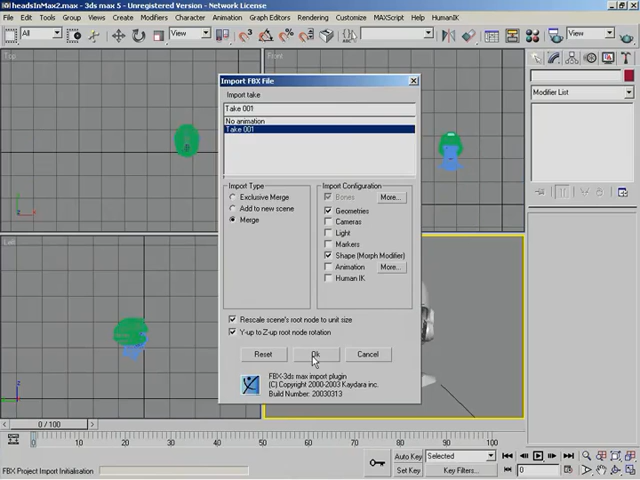 headsInMax2.max - 3ds max 5 - Unregistered Version - Network License
File Edit Tools Group Views Create Modifiers Character Animation Graph Editors Rendering Customize MAXScript Help HumanIK
All
View
View
Top
Front
Left
Modifier List
Import FBX File
Import take
Take 001
No animation
Take 001
Import Type
Exclusive Merge
Add to new scene
Merge
Import Configuration
Bones More...
Geometries
Cameras
Light
Markers
Shape (Morph Modifier)
Animation More...
Human IK
Rescale scene's root node to unit size
Y-up to Z-up root node rotation
Reset Ok Cancel
FBX-3ds max import plugin
(C) Copyright 2000-2003 Kaydara inc.
Build Number: 20030313
0 / 100
0 10 20 30 40 50 60 70 80 90 100
Auto Key Selected
Set Key Key Filters... 0
FBX Project Import Initialisation